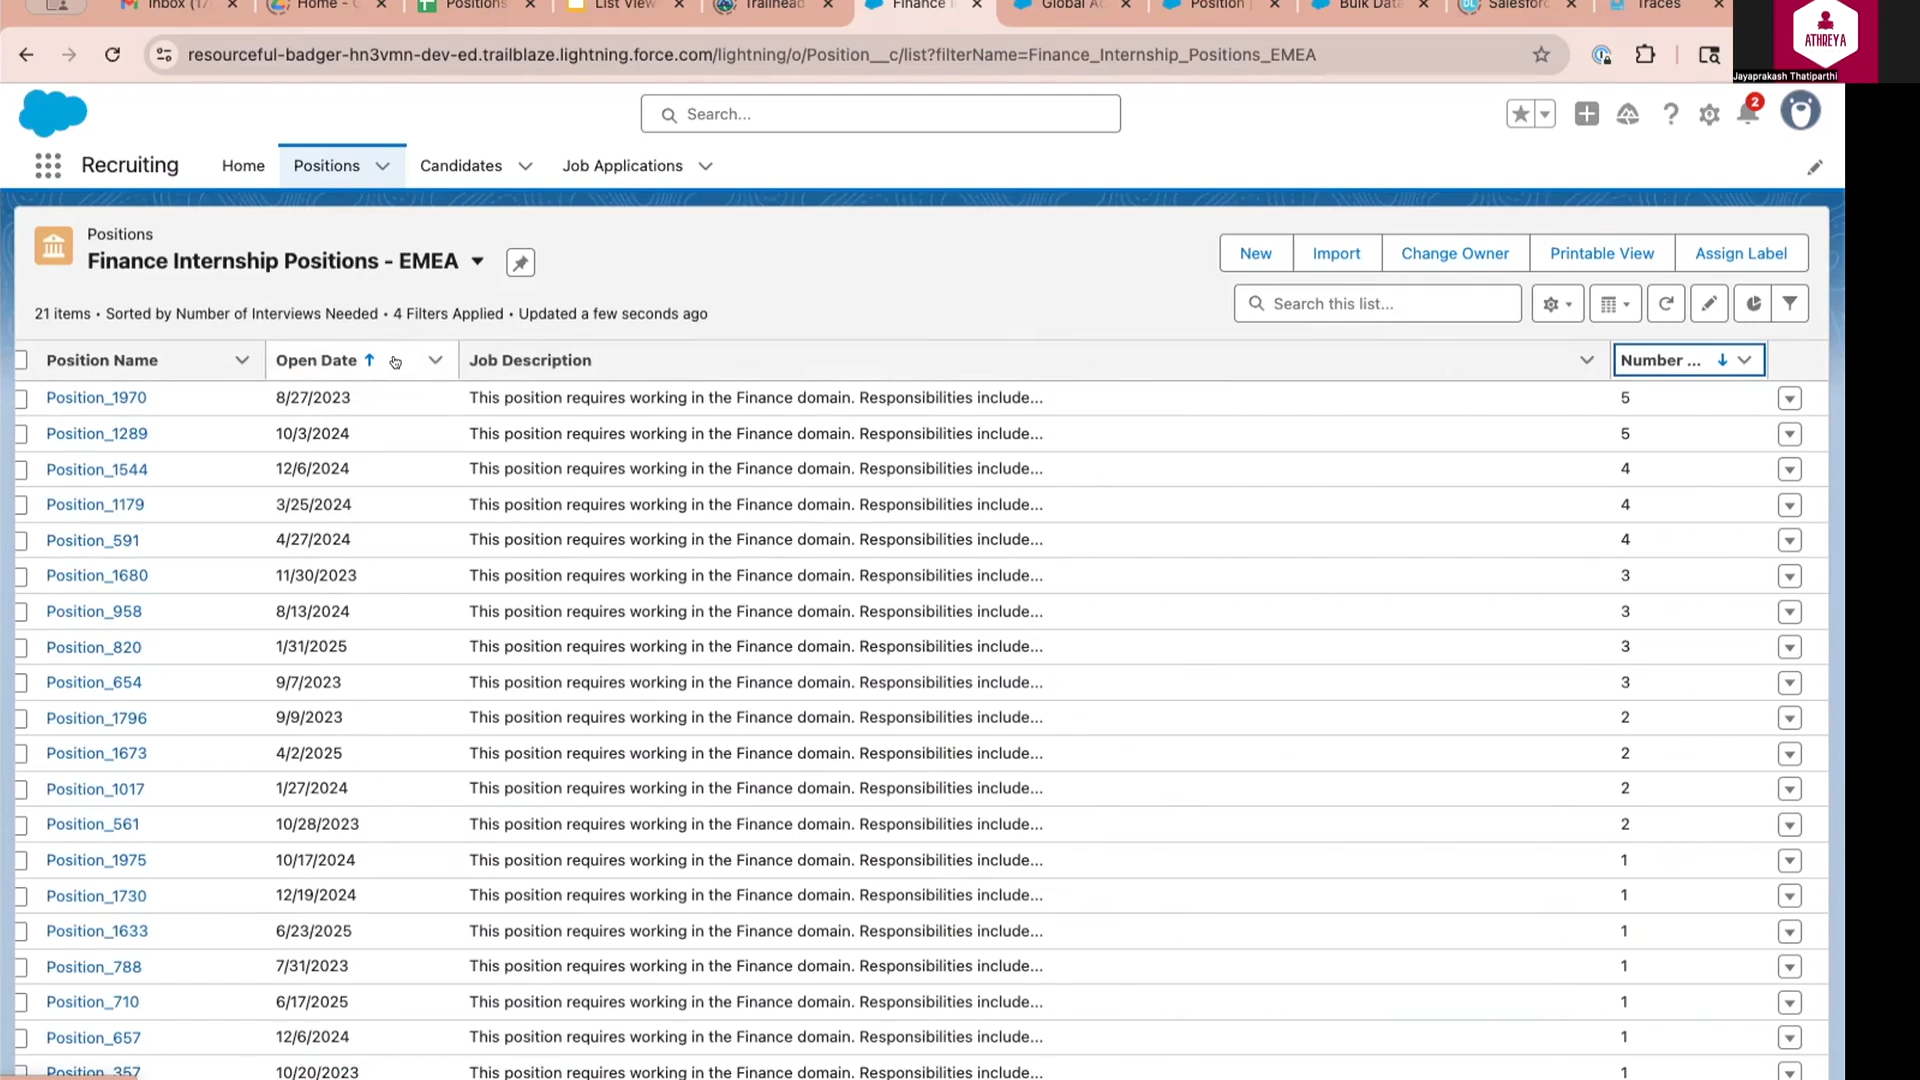 Inbox (17
Home - G
Positions
List View
Trailhead
Finance I
Global Ac
Position
Bulk Data
Salesforc
Traces
ATHREYA
Jayaprakash Thatiparthi
resourceful-badger-hn3vmn-dev-ed.trailblaze.lightning.force.com/lightning/o/Position__c/list?filterName=Finance_Internship_Positions_EMEA
Search...
2
Recruiting
Home
Positions
Candidates
Job Applications
Positions
Finance Internship Positions - EMEA
New
Import
Change Owner
Printable View
Assign Label
21 items • Sorted by Number of Interviews Needed • 4 Filters Applied • Updated a few seconds ago
Search this list...
Position Name Open Date Job Description Number ...
Position_1970 8/27/2023 This position requires working in the Finance domain. Responsibilities include... 5
Position_1289 10/3/2024 This position requires working in the Finance domain. Responsibilities include... 5
Position_1544 12/6/2024 This position requires working in the Finance domain. Responsibilities include... 4
Position_1179 3/25/2024 This position requires working in the Finance domain. Responsibilities include... 4
Position_591 4/27/2024 This position requires working in the Finance domain. Responsibilities include... 4
Position_1680 11/30/2023 This position requires working in the Finance domain. Responsibilities include... 3
Position_958 8/13/2024 This position requires working in the Finance domain. Responsibilities include... 3
Position_820 1/31/2025 This position requires working in the Finance domain. Responsibilities include... 3
Position_654 9/7/2023 This position requires working in the Finance domain. Responsibilities include... 3
Position_1796 9/9/2023 This position requires working in the Finance domain. Responsibilities include... 2
Position_1673 4/2/2025 This position requires working in the Finance domain. Responsibilities include... 2
Position_1017 1/27/2024 This position requires working in the Finance domain. Responsibilities include... 2
Position_561 10/28/2023 This position requires working in the Finance domain. Responsibilities include... 2
Position_1975 10/17/2024 This position requires working in the Finance domain. Responsibilities include... 1
Position_1730 12/19/2024 This position requires working in the Finance domain. Responsibilities include... 1
Position_1633 6/23/2025 This position requires working in the Finance domain. Responsibilities include... 1
Position_788 7/31/2023 This position requires working in the Finance domain. Responsibilities include... 1
Position_710 6/17/2025 This position requires working in the Finance domain. Responsibilities include... 1
Position_657 12/6/2024 This position requires working in the Finance domain. Responsibilities include... 1
Position_357 10/20/2023 This position requires working in the Finance domain. Responsibilities include... 1